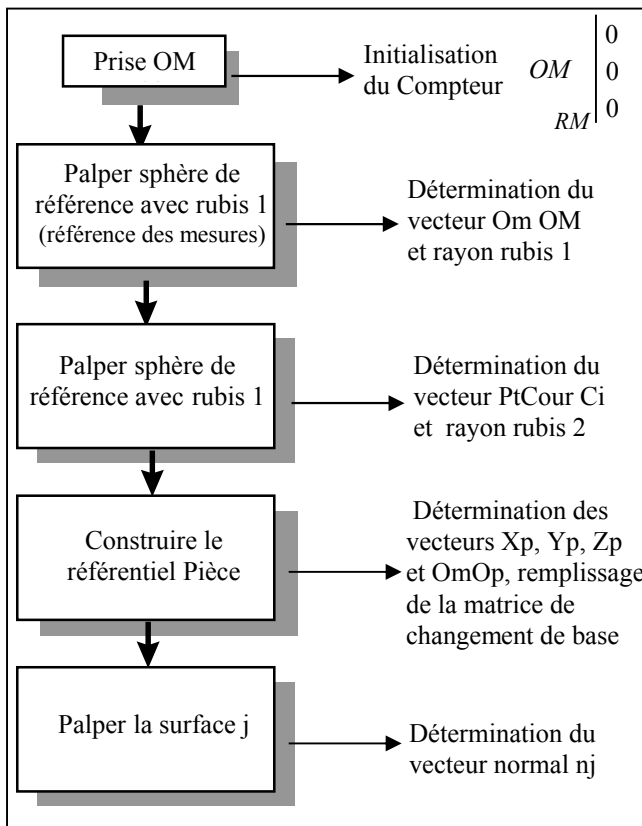 Prise OM
Initialisation
du Compteur
OM
RM
0
0
0
Palper sphère de
référence avec rubis 1
(référence des mesures)
Détermination du
vecteur Om OM
et rayon rubis 1
Palper sphère de
référence avec rubis 1
Détermination du
vecteur PtCour Ci
et rayon rubis 2
Construire le
référentiel Pièce
Détermination des
vecteurs Xp, Yp, Zp
et OmOp, remplissage
de la matrice de
changement de base
Palper la surface j
Détermination du
vecteur normal nj